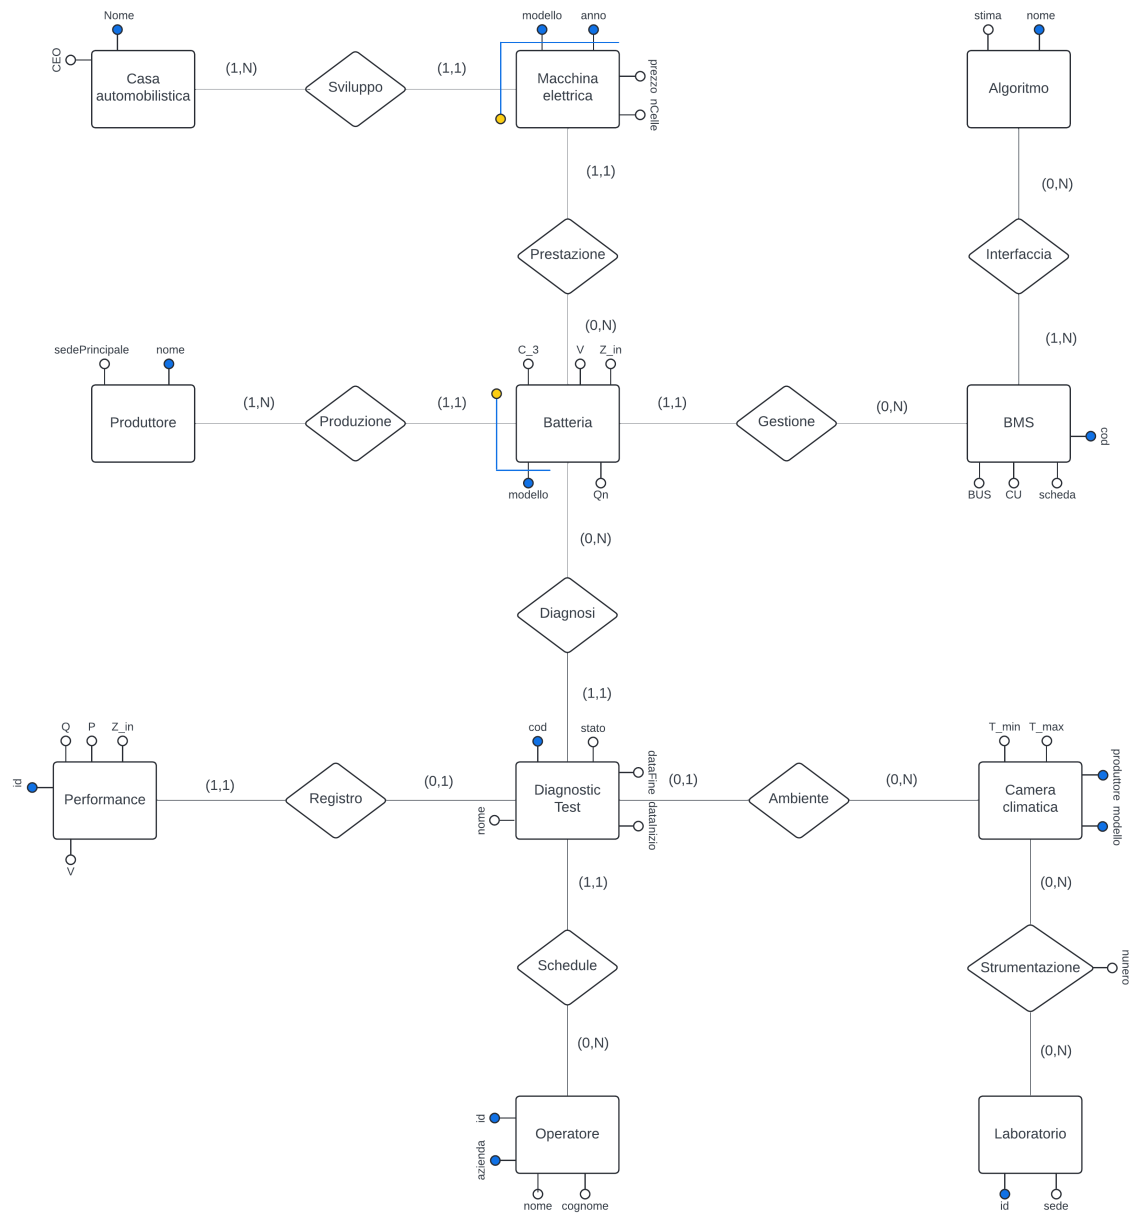 Nome
modello
anno
stima
nome
CEO
Casa
automobilistica
(1,N)
Sviluppo
(1,1)
Macchina
elettrica
prezzo
nCelle
Algoritmo
(1,1)
(0,N)
Prestazione
Interfaccia
(0,N)
(1,N)
sedePrincipale
nome
C_3
V
Z_in
Produttore
(1,N)
Produzione
(1,1)
Batteria
(1,1)
Gestione
(0,N)
BMS
cod
modello
Qn
BUS
CU
scheda
(0,N)
Diagnosi
(1,1)
Q
P
Z_in
cod
stato
T_min
T_max
id
Performance
(1,1)
Registro
(0,1)
nome
Diagnostic
Test
dataFine
dataInizio
(0,1)
Ambiente
(0,N)
Camera
climatica
produttore
modello
V
(1,1)
(0,N)
Schedule
Strumentazione
nunero
(0,N)
(0,N)
id
azienda
Operatore
Laboratorio
nome
cognome
id
sede